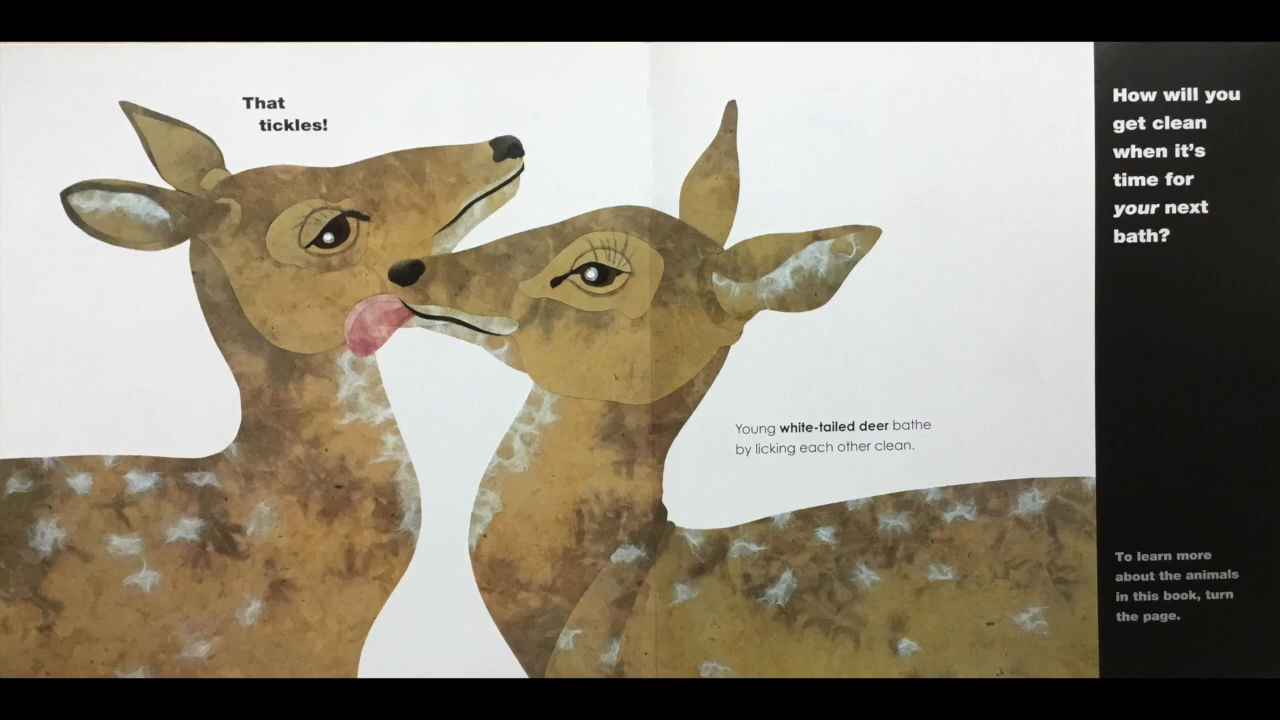 That
tickles!
Young white-tailed deer bathe
by licking each other clean.
How will you
get clean
when it's
time for
your next
bath?
To learn more
about the animals
in this book, turn
the page.